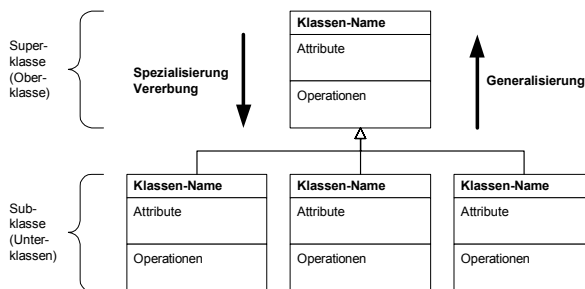 Super-
klasse
(Ober-
klasse)
Spezialisierung
Vererbung
Klassen-Name
Attribute
Operationen
Generalisierung
Sub-
klasse
(Unter-
klassen)
Klassen-Name
Attribute
Operationen
Klassen-Name
Attribute
Operationen
Klassen-Name
Attribute
Operationen